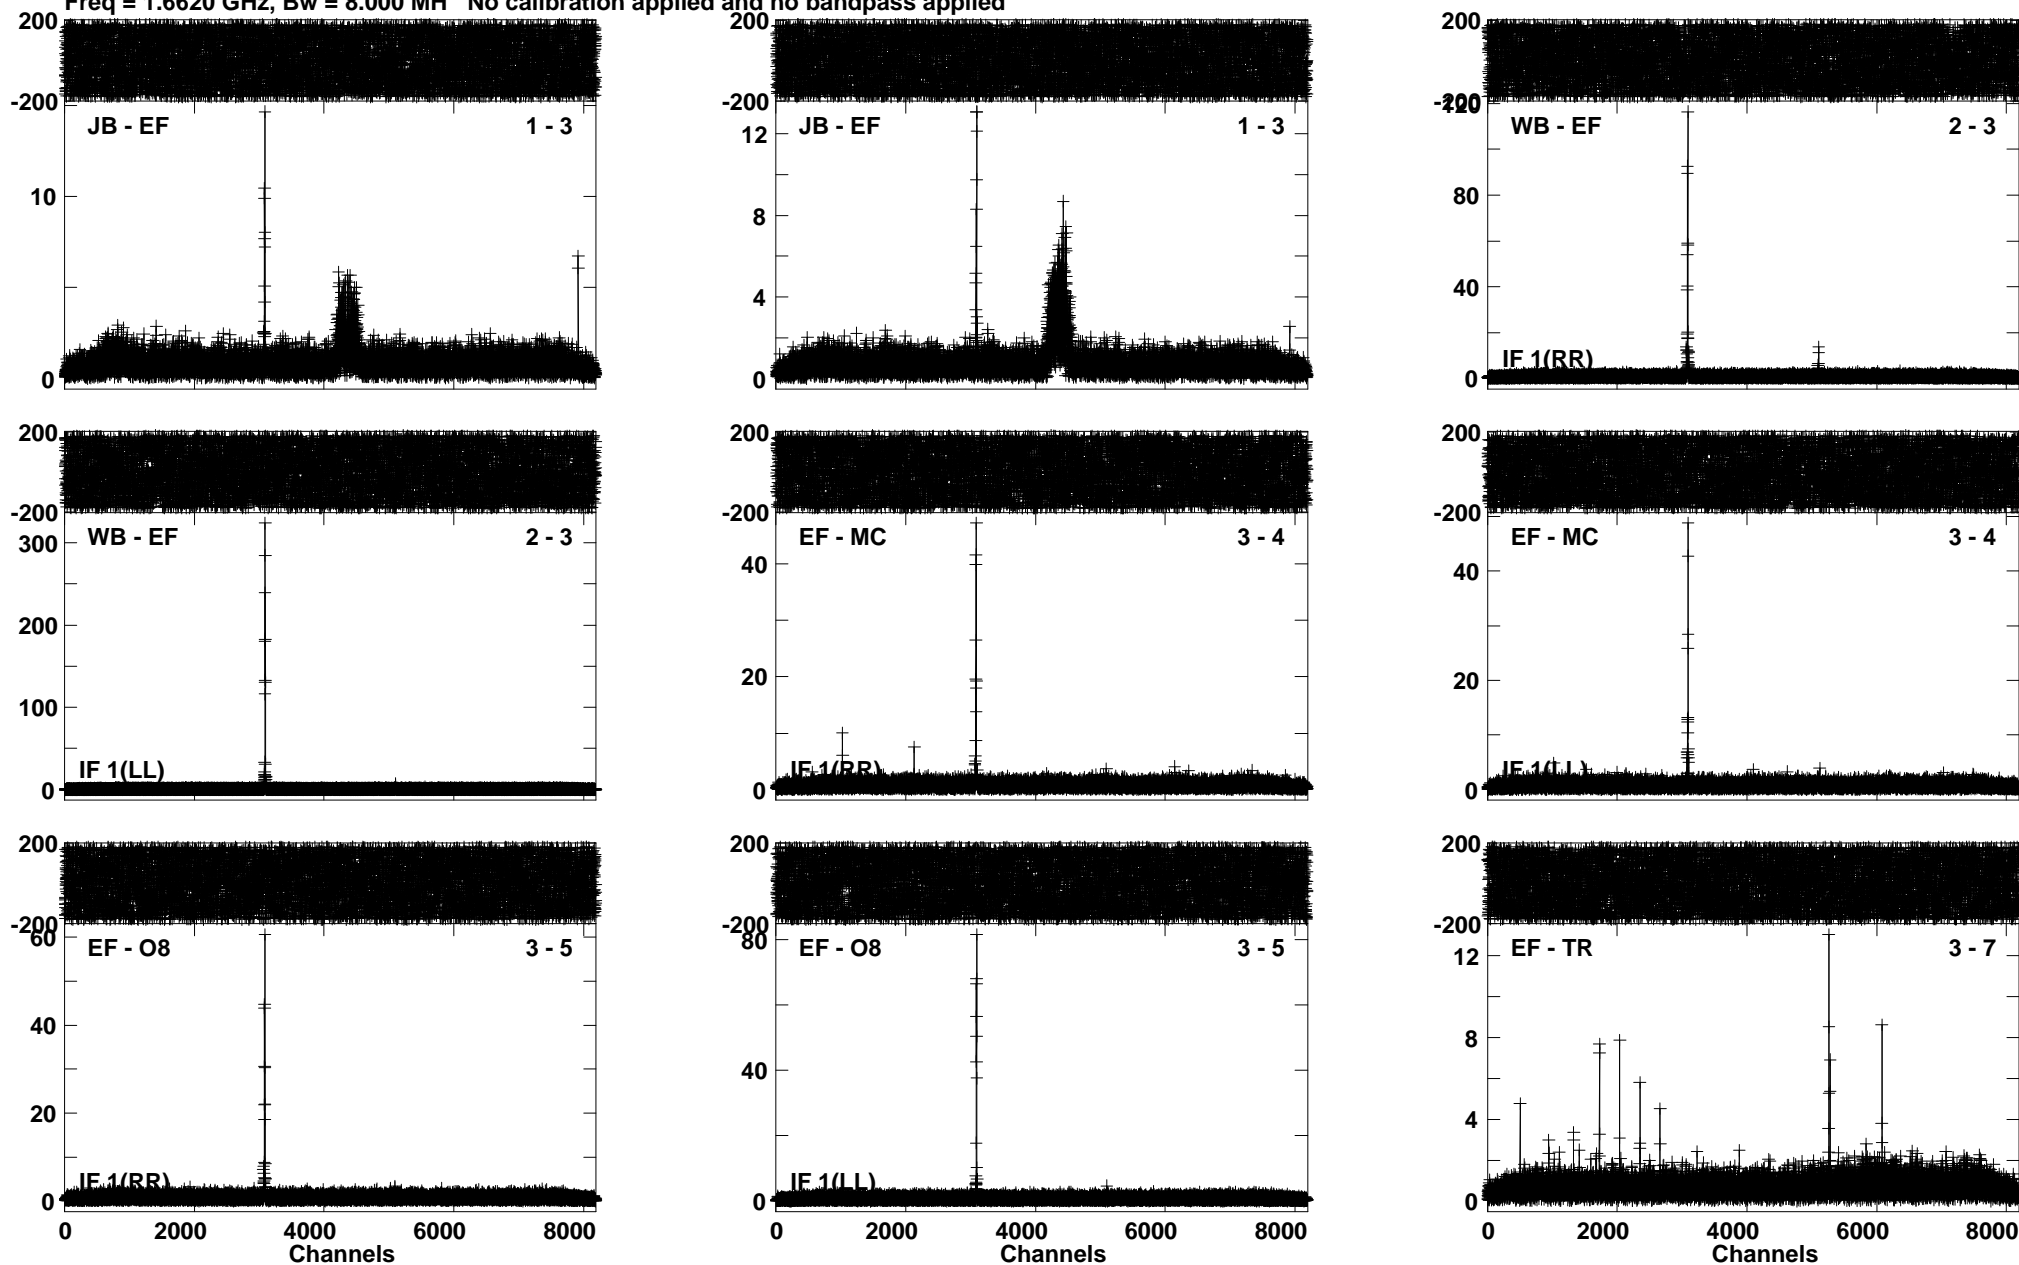 Freq = 1.6620 GHz, Bw = 8.000 MH No calibration applied and no bandpass applied
200 200 200
-200 -200 -200
JB - EF 1 - 3 JB - EF 1 - 3 WB - EF 2 - 3
120
12
10
8 80
4 40
IF 1(RR)
0 0 0
200 200 200
-200 -200 -200
WB - EF 2 - 3 EF - MC 3 - 4 EF - MC 3 - 4
300
40 40
200
20 20
100
IF 1(LL) IF 1(RR) IF 1(LL)
0 0 0
200 200 200
-200 -200 -200
60 80
EF - O8 3 - 5 EF - O8 3 - 5 EF - TR 3 - 7
12
40
8
40
20
4
IF 1(RR) IF 1(LL)
0 0 0
0 2000 4000 6000 8000 0 2000 4000 6000 8000 0 2000 4000 6000 8000
Channels Channels Channels